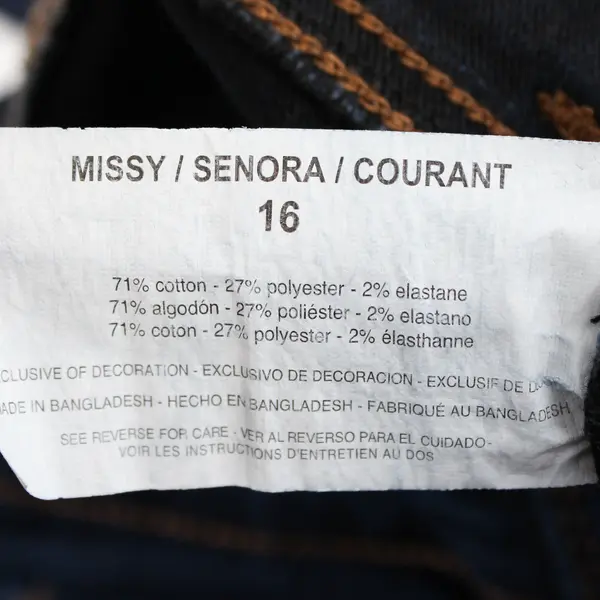 MISSY / SENORA / COURANT
16
71% cotton - 27% polyester - 2% elastane
71% algodón - 27% poliéster - 2% elastano
71% coton - 27% polyester - 2% élasthanne
CLUSIVE OF DECORATION - EXCLUSIVO DE DECORACION - EXCLUSIF DE
ADE IN BANGLADESH - HECHO EN BANGLADESH - FABRIQUÉ AU BANGLADESH
SEE REVERSE FOR CARE - VER AL REVERSO PARA EL CUIDADO-
VOIR LES INSTRUCTIONS D'ENTRETIEN AU DOS